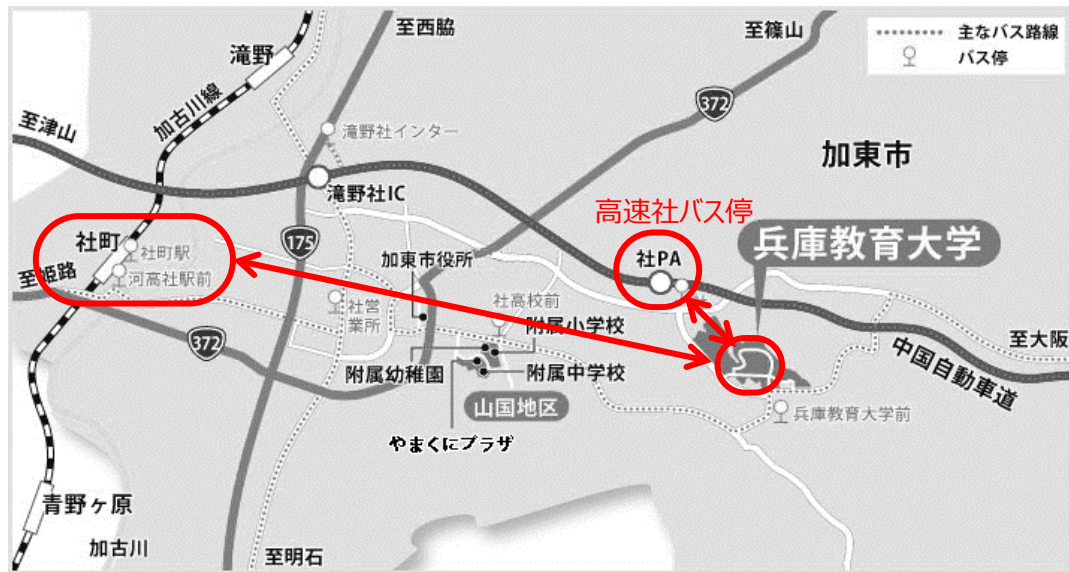 至西脇
至篠山
主なバス路線
バス停
滝野
加古川線
372
至津山
滝野社インター
加東市
滝野社IC
高速社バス停
兵庫教育大学
社町
社町駅
175
加東市役所
社PA
至姫路
河高社駅前
社営
業所
社高校前
附属小学校
372
至大阪
附属幼稚園
附属中学校
中国自動車道
山国地区
兵庫教育大学前
やまくにプラザ
青野ヶ原
加古川
至明石